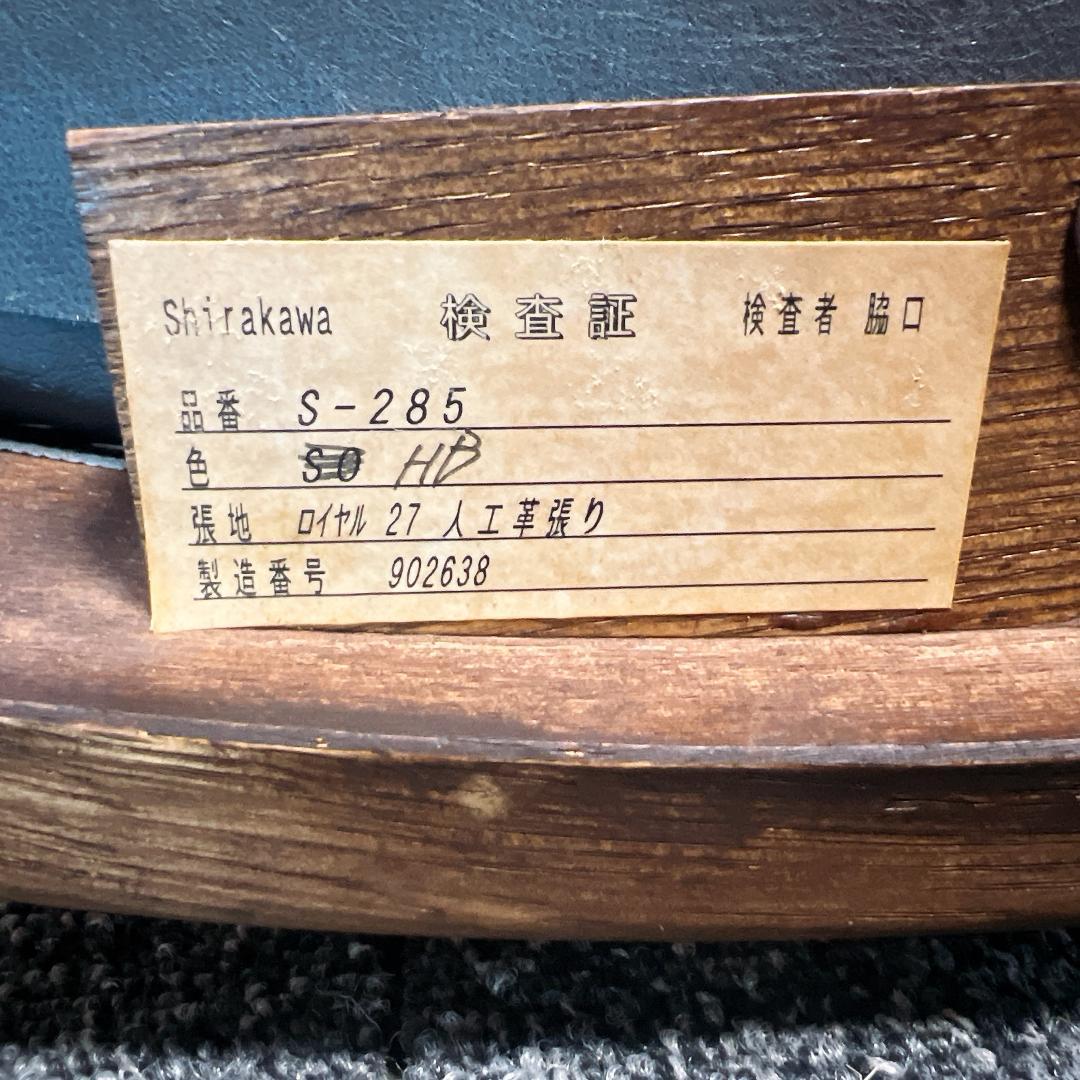 Shirakawa 検査証 検査者 脇口
品番 S-285
色 SO HB
張地 ロイヤル 27 人工革張り
製造番号 902638